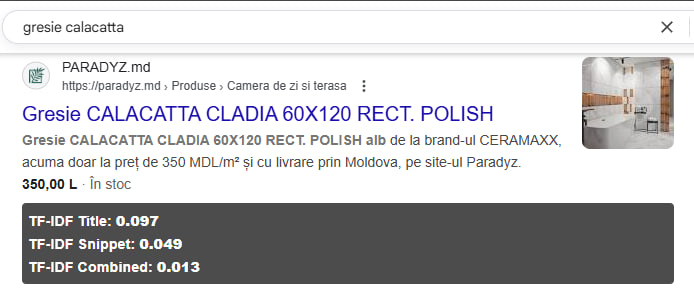 gresie calacatta
PARADYZ.md
https://paradyz.md › Produse › Camera de zi si terasa
Gresie CALACATTA CLADIA 60X120 RECT. POLISH
Gresie CALACATTA CLADIA 60X120 RECT. POLISH alb de la brand-ul CERAMAXX,
acuma doar la preț de 350 MDL/m² și cu livrare prin Moldova, pe site-ul Paradyz.
350,00 L · În stoc
TF-IDF Title: 0.097
TF-IDF Snippet: 0.049
TF-IDF Combined: 0.013